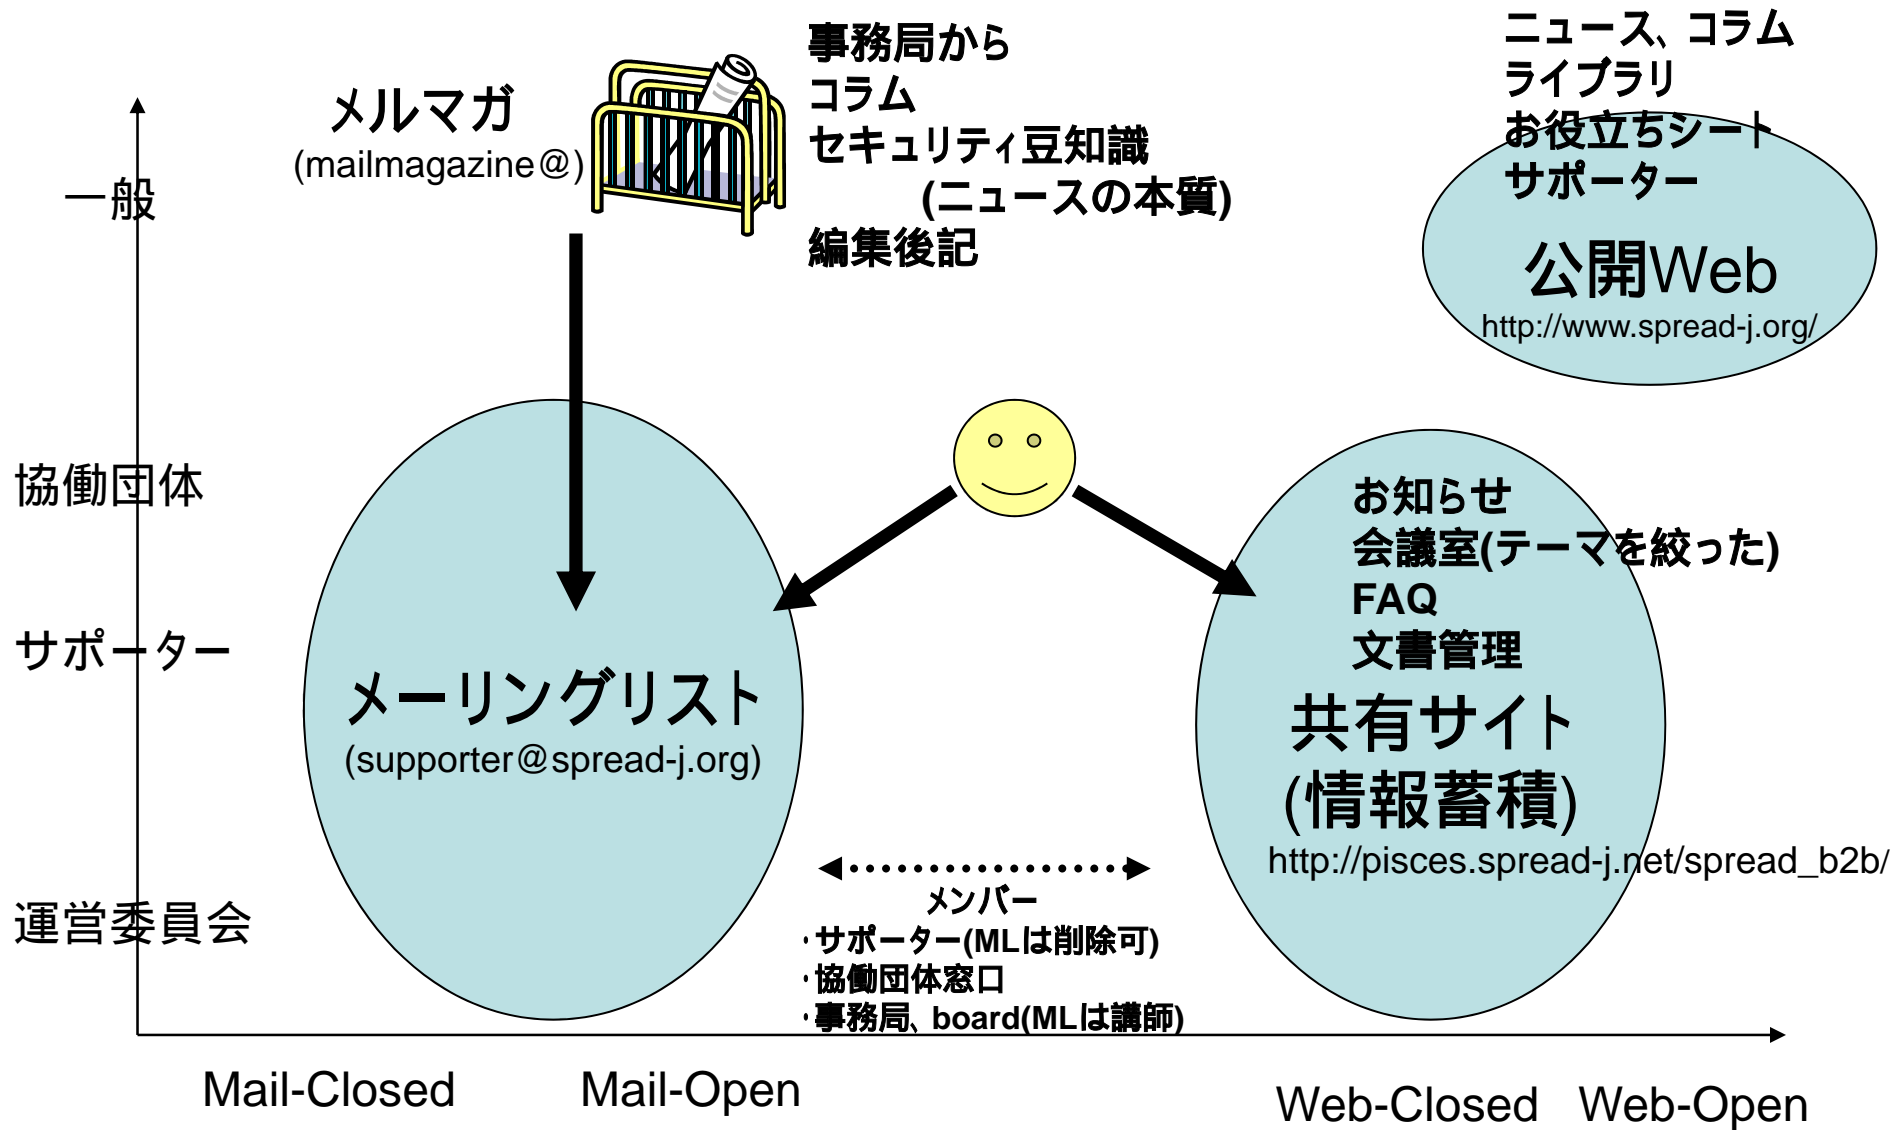 ニュース、コラム
ライブラリ
お役立ちシート
サポーター
公開Web
http://www.spread-j.org/
事務局から
コラム
セキュリティ豆知識
(ニュースの本質)
編集後記
メルマガ
(mailmagazine@)
一般
協働団体
サポーター
運営委員会
メーリングリスト
(supporter@spread-j.org)
お知らせ
会議室(テーマを絞った)
FAQ
文書管理
共有サイト
(情報蓄積)
http://pisces.spread-j.net/spread_b2b/
メンバー
・サポーター(MLは削除可)
・協働団体窓口
・事務局、board(MLは講師)
Mail-Closed
Mail-Open
Web-Closed
Web-Open